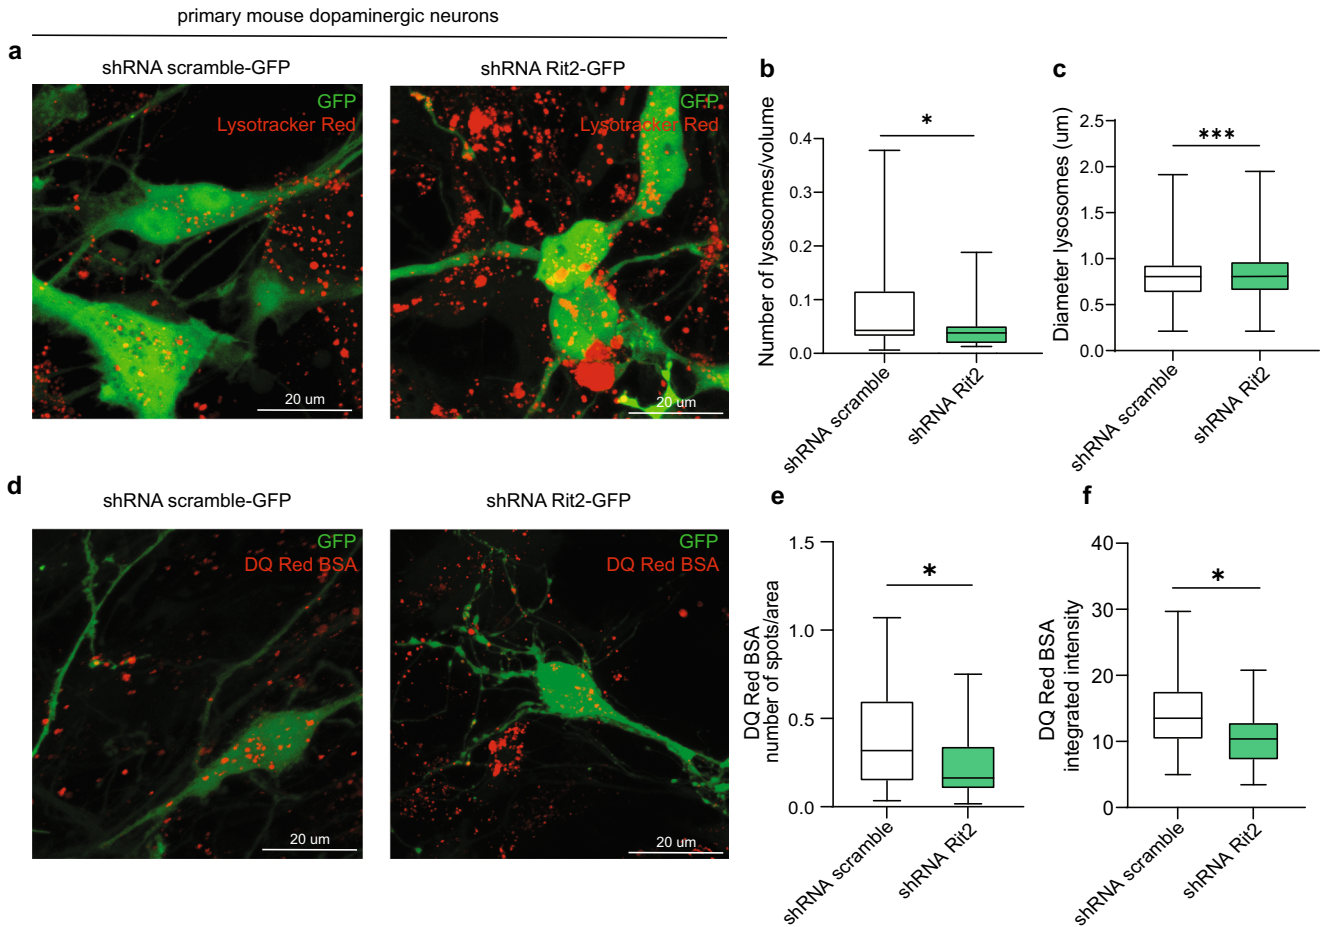 primary mouse dopaminergic neurons
a
shRNA scramble-GFP
GFP
Lysotracker Red
20 um
shRNA Rit2-GFP
GFP
Lysotracker Red
20 um
b
Number of lysosomes/volume
0.4
0.3
0.2
0.1
0.0
*
shRNA scramble
shRNA Rit2
c
Diameter lysosomes (um)
2.5
2.0
1.5
1.0
0.5
0.0
***
shRNA scramble
shRNA Rit2
d
shRNA scramble-GFP
GFP
DQ Red BSA
20 um
shRNA Rit2-GFP
GFP
DQ Red BSA
20 um
e
DQ Red BSA
number of spots/area
1.5
1.0
0.5
0.0
*
shRNA scramble
shRNA Rit2
f
DQ Red BSA
integrated intensity
40
30
20
10
0
*
shRNA scramble
shRNA Rit2